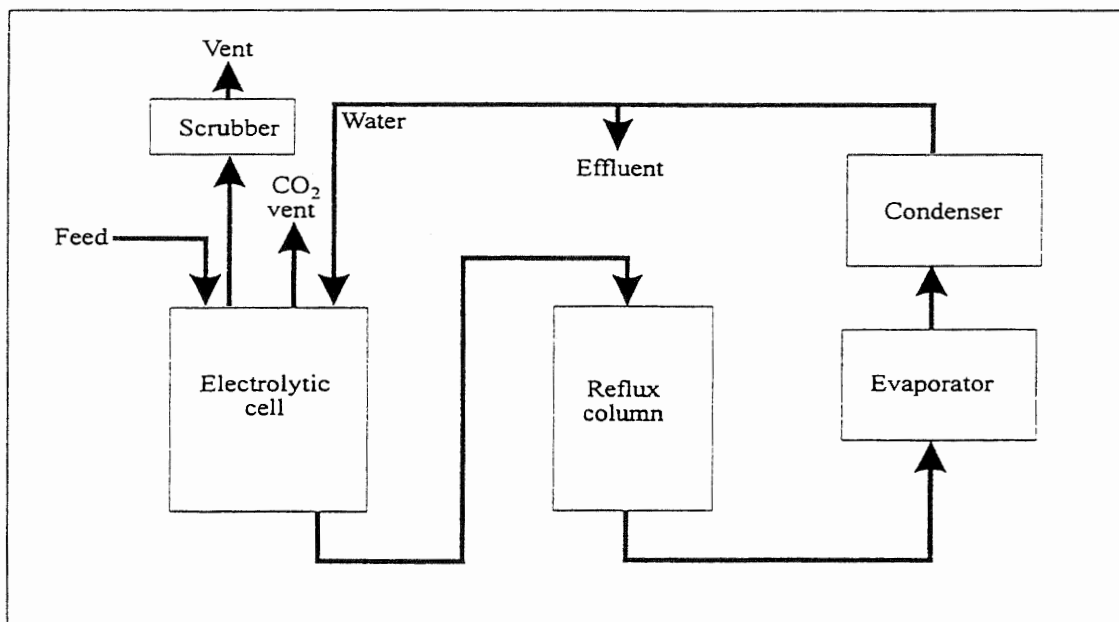 Vent
Scrubber
Water
Effluent
CO₂
vent
Condenser
Feed
Electrolytic
cell
Reflux
column
Evaporator